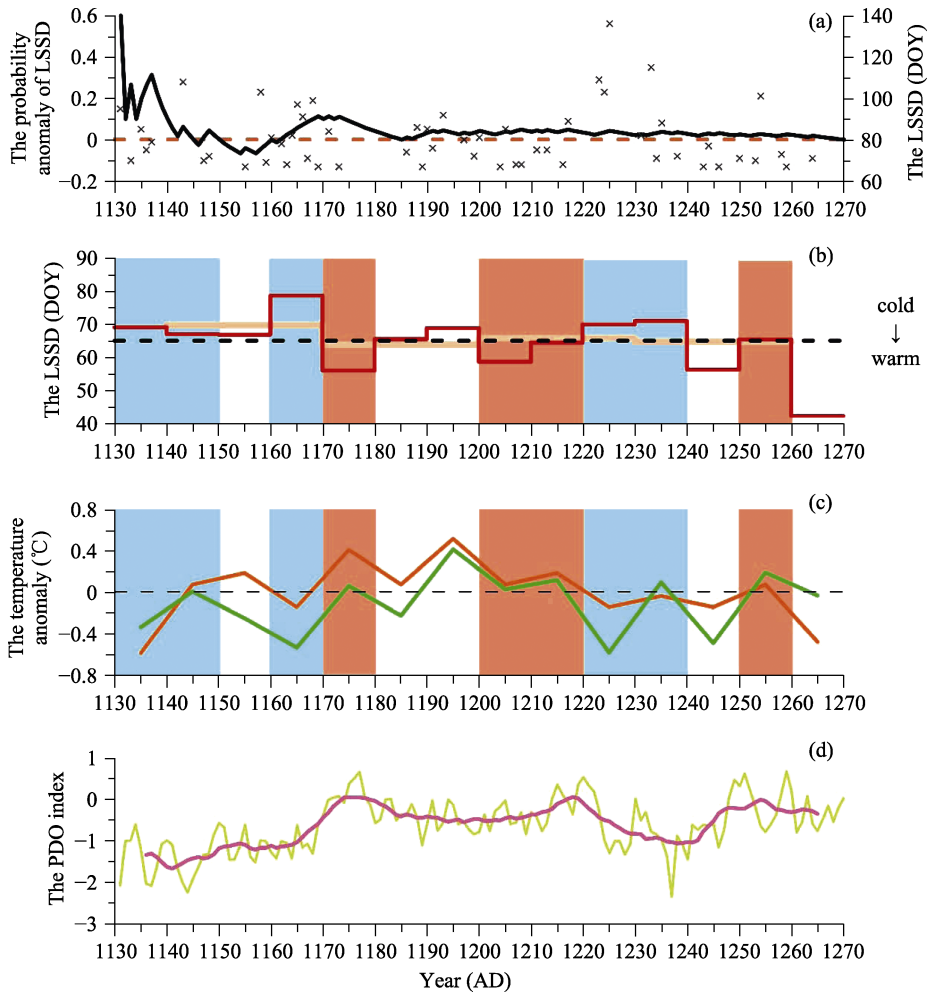 (a)
The probability
anomaly of LSSD
0.6
0.4
0.2
0
−0.2
140
120
100
80
60
The LSSD (DOY)
1130 1140 1150 1160 1170 1180 1190 1200 1210 1220 1230 1240 1250 1260 1270
(b)
The LSSD (DOY)
90
80
70
60
50
40
cold
↓
warm
1130 1140 1150 1160 1170 1180 1190 1200 1210 1220 1230 1240 1250 1260 1270
(c)
The temperature
anomaly (℃)
0.8
0.4
0
−0.4
−0.8
1130 1140 1150 1160 1170 1180 1190 1200 1210 1220 1230 1240 1250 1260 1270
(d)
The PDO index
1
0
−1
−2
−3
1130 1140 1150 1160 1170 1180 1190 1200 1210 1220 1230 1240 1250 1260 1270
Year (AD)